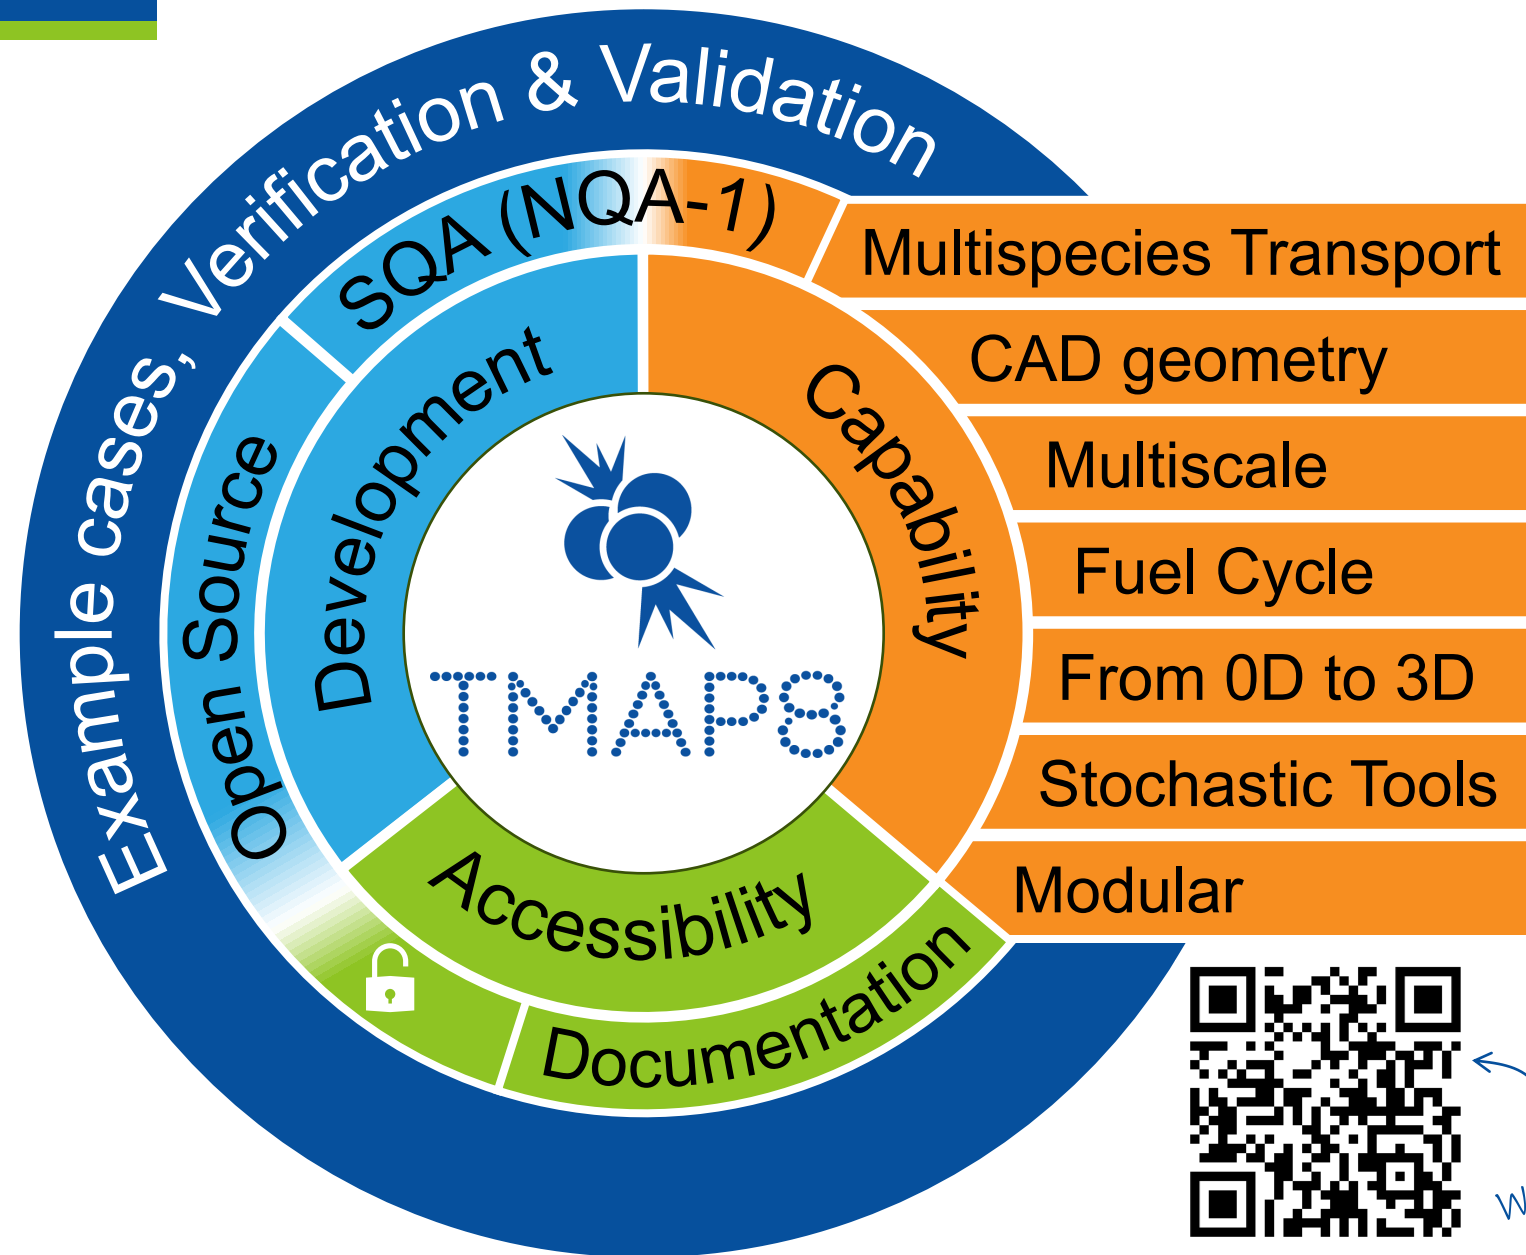 Example cases, Verification & Validation
SQA (NQA-1)
Open Source
Development
Capability
Accessibility
Documentation
TMAP8
Multispecies Transport
CAD geometry
Multiscale
Fuel Cycle
From 0D to 3D
Stochastic Tools
Modular